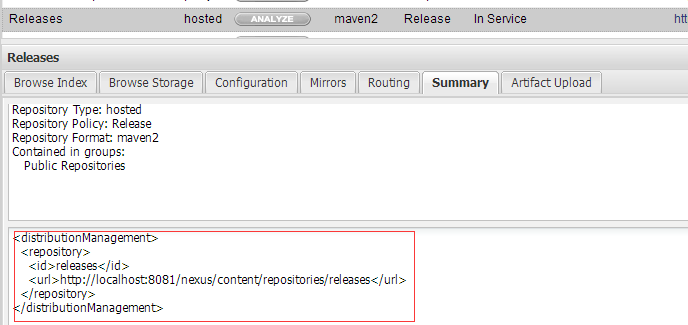 Releases hosted ANALYZE maven2 Release In Service htt
Releases
Browse Index Browse Storage Configuration Mirrors Routing Summary Artifact Upload
Repository Type: hosted
Repository Policy: Release
Repository Format: maven2
Contained in groups:
Public Repositories
<distributionManagement>
<repository>
<id>releases</id>
<url>http://localhost:8081/nexus/content/repositories/releases</url>
</repository>
</distributionManagement>